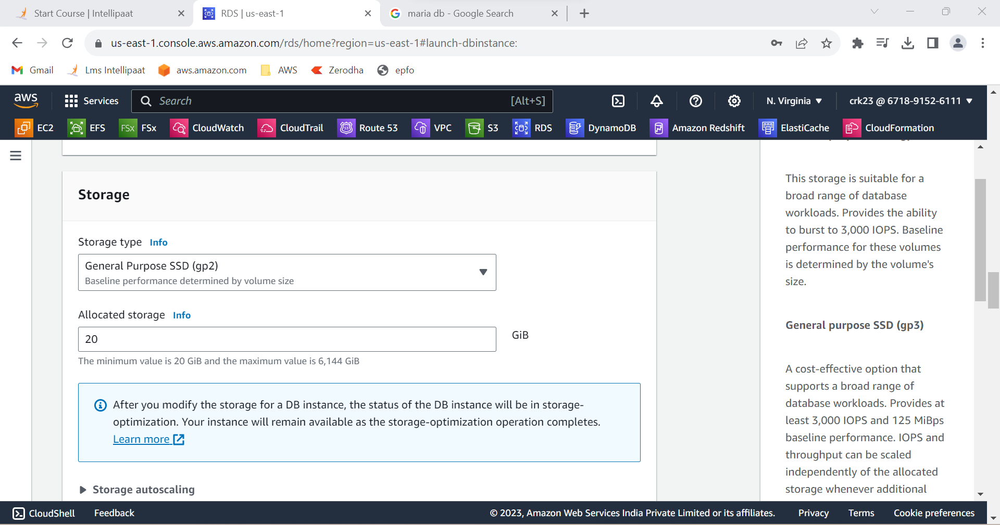 Start Course | Intellipaat
RDS | us-east-1
maria db - Google Search
us-east-1.console.aws.amazon.com/rds/home?region=us-east-1#launch-dbinstance:
Gmail
Lms Intellipaat
aws.amazon.com
AWS
Zerodha
epfo
aws
Services
Search
[Alt+S]
N. Virginia
crk23 @ 6718-9152-6111
EC2
EFS
FSx
FSx
CloudWatch
CloudTrail
53
Route 53
VPC
S3
RDS
DynamoDB
Amazon Redshift
ElastiCache
CloudFormation
Storage
Storage type Info
General Purpose SSD (gp2)
Baseline performance determined by volume size
Allocated storage Info
20
GiB
The minimum value is 20 GiB and the maximum value is 6,144 GiB
After you modify the storage for a DB instance, the status of the DB instance will be in storage-
optimization. Your instance will remain available as the storage-optimization operation completes.
Learn more
Storage autoscaling
This storage is suitable for a
broad range of database
workloads. Provides the ability
to burst to 3,000 IOPS. Baseline
performance for these volumes
is determined by the volume's
size.
General purpose SSD (gp3)
A cost-effective option that
supports a broad range of
database workloads. Provides at
least 3,000 IOPS and 125 MiBps
baseline performance. IOPS and
throughput can be scaled
independently of the allocated
storage whenever additional
CloudShell
Feedback
© 2023, Amazon Web Services India Private Limited or its affiliates.
Privacy
Terms
Cookie preferences